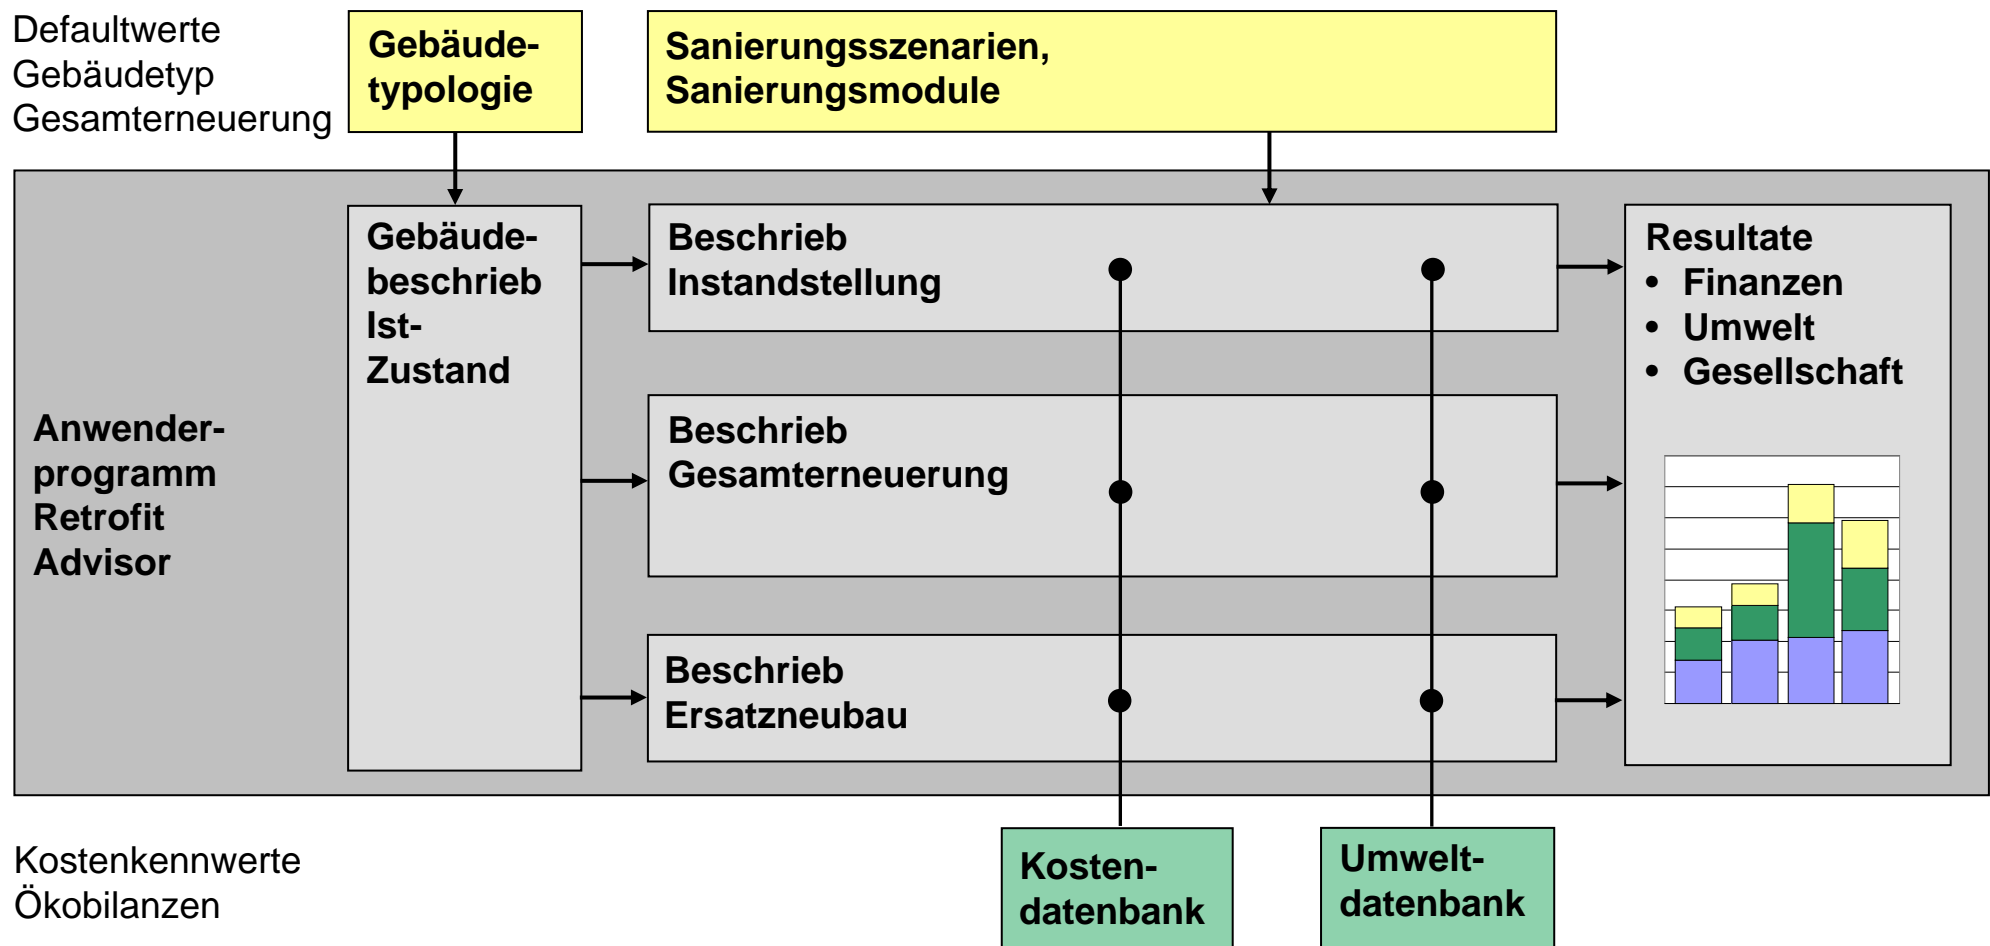 Defaultwerte
Gebäudetyp
Gesamterneuerung
Gebäude-
typologie
Sanierungsszenarien,
Sanierungsmodule
Anwender-
programm
Retrofit
Advisor
Gebäude-
beschrieb
Ist-
Zustand
Beschrieb
Instandstellung
Beschrieb
Gesamterneuerung
Beschrieb
Ersatzneubau
Resultate
• Finanzen
• Umwelt
• Gesellschaft
Kostenkennwerte
Ökobilanzen
Kosten-
datenbank
Umwelt-
datenbank